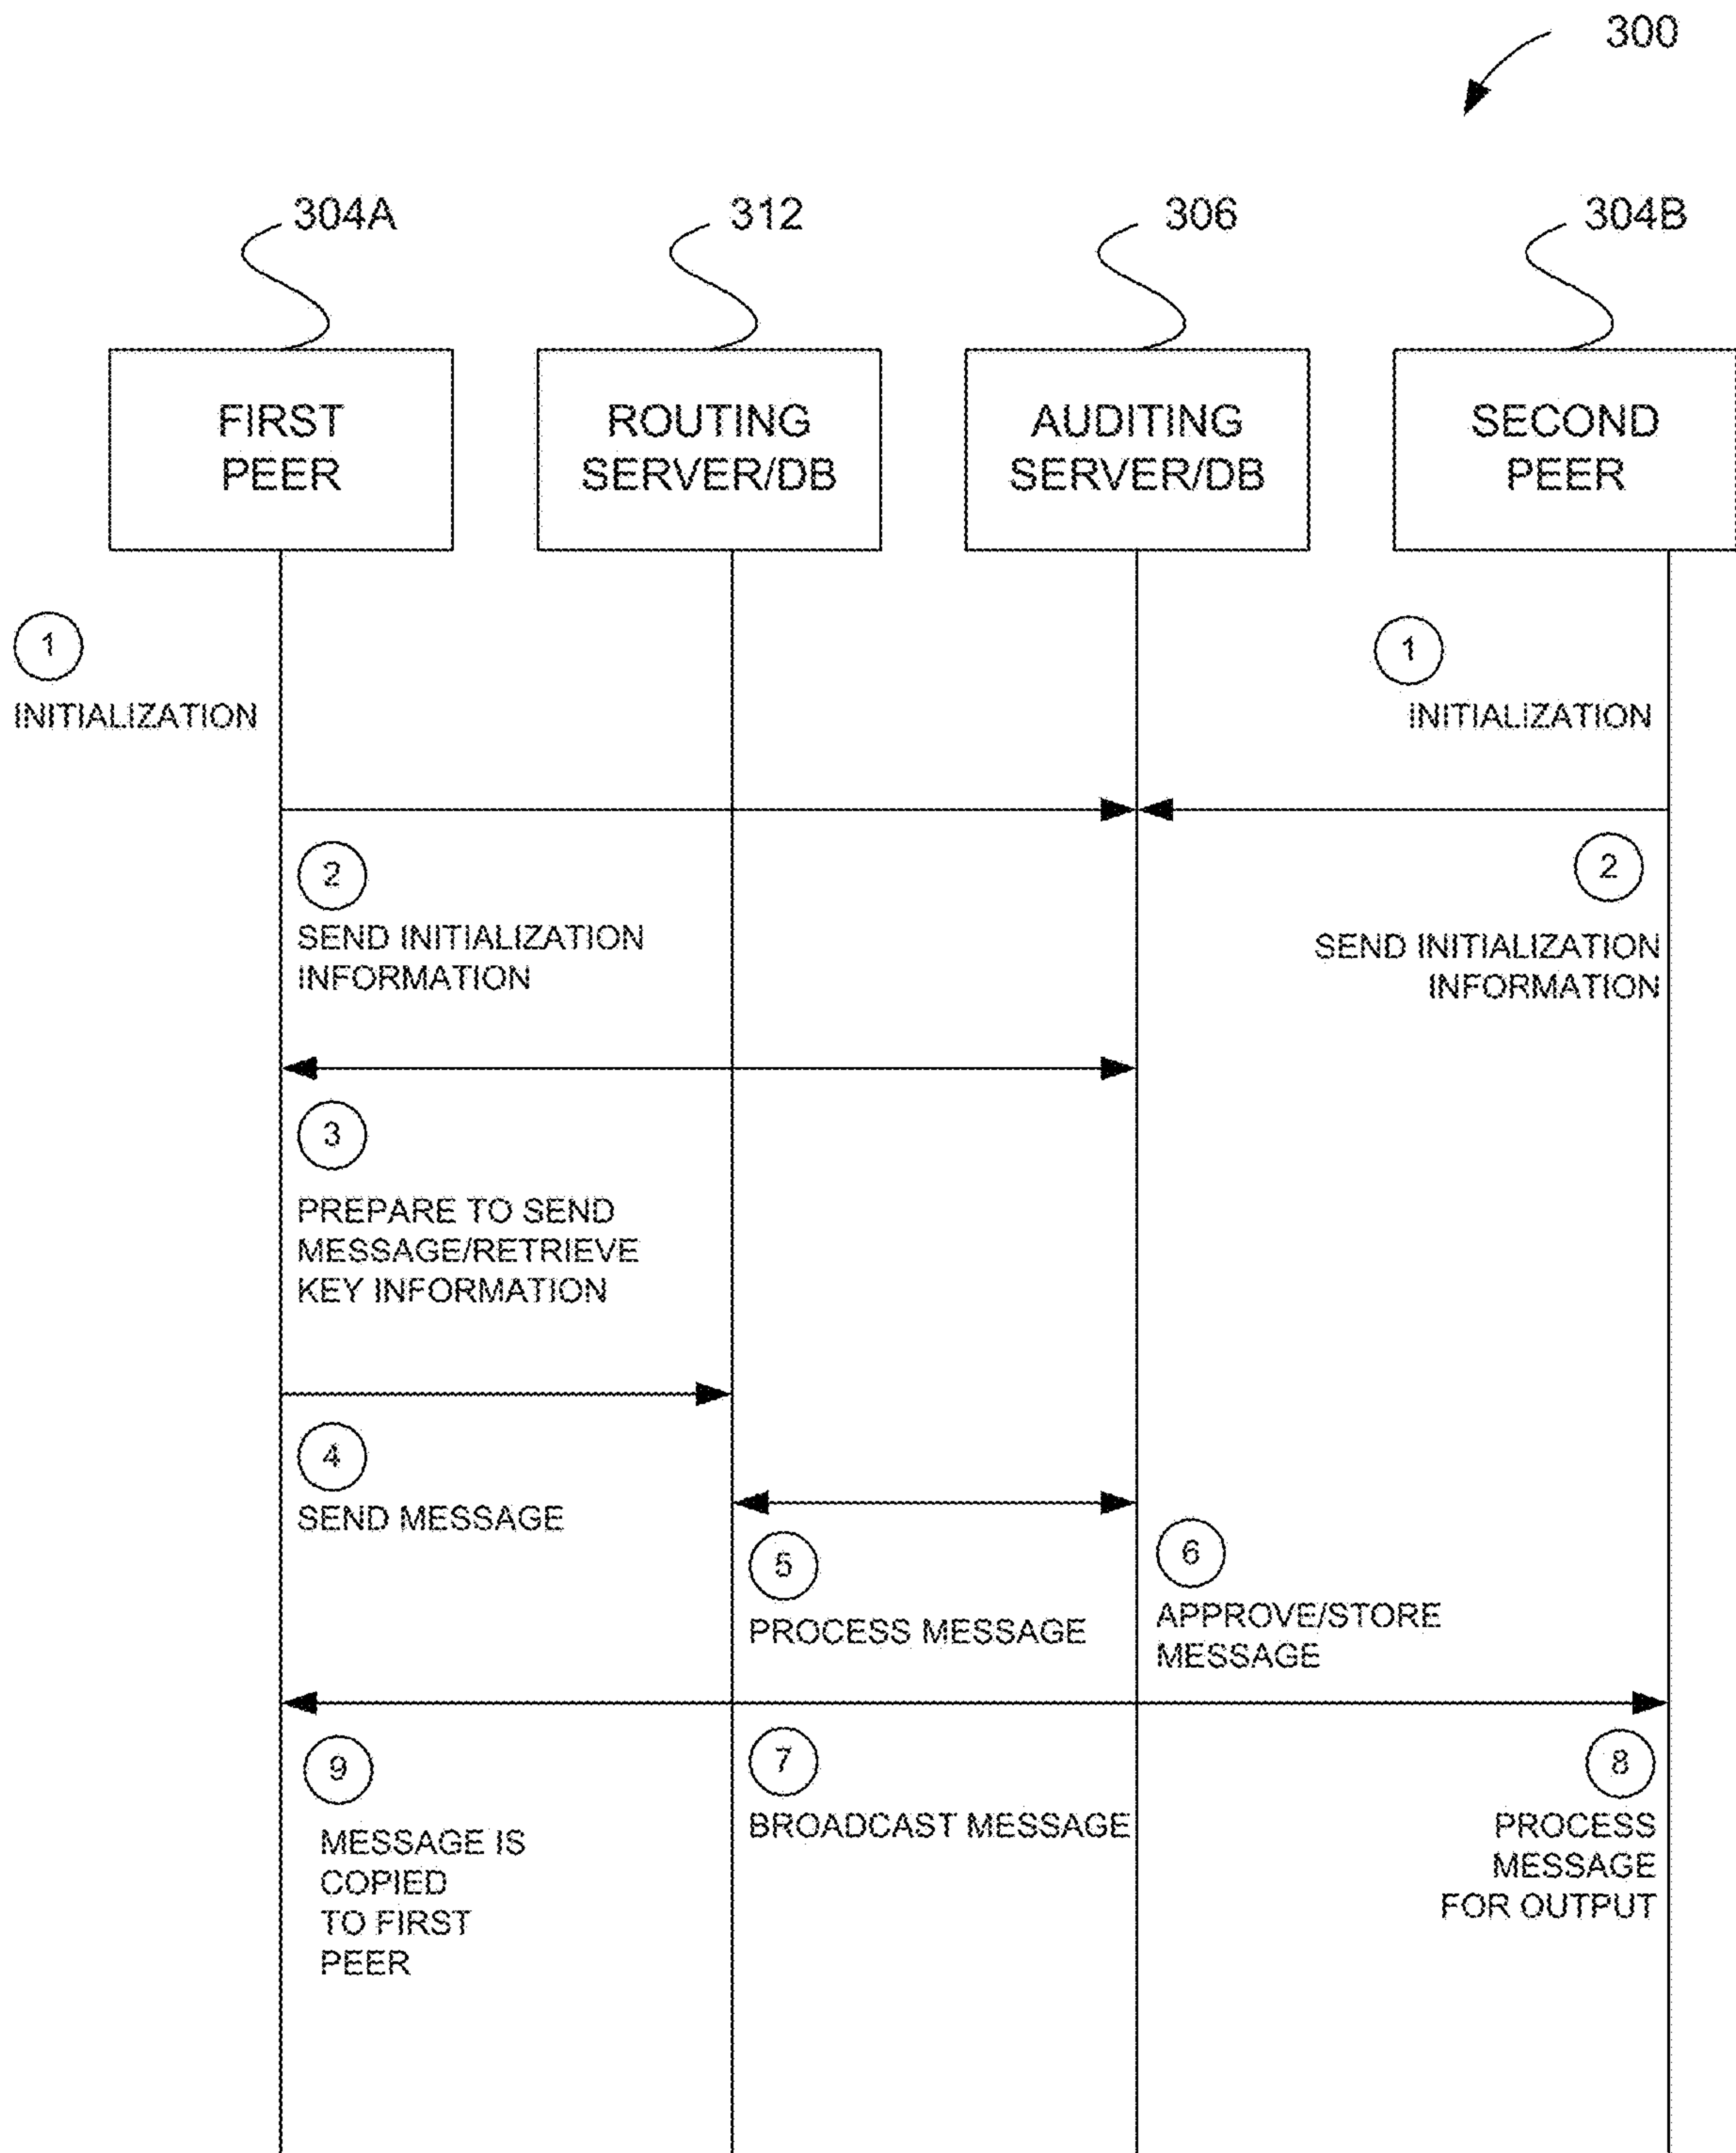 300
304A
312
306
304B
FIRST
PEER
ROUTING
SERVER/DB
AUDITING
SERVER/DB
SECOND
PEER
1
INITIALIZATION
1
INITIALIZATION
2
SEND INITIALIZATION
INFORMATION
2
SEND INITIALIZATION
INFORMATION
3
PREPARE TO SEND
MESSAGE/RETRIEVE
KEY INFORMATION
4
SEND MESSAGE
5
PROCESS MESSAGE
6
APPROVE/STORE
MESSAGE
9
MESSAGE IS
COPIED
TO FIRST
PEER
7
BROADCAST MESSAGE
8
PROCESS
MESSAGE
FOR OUTPUT